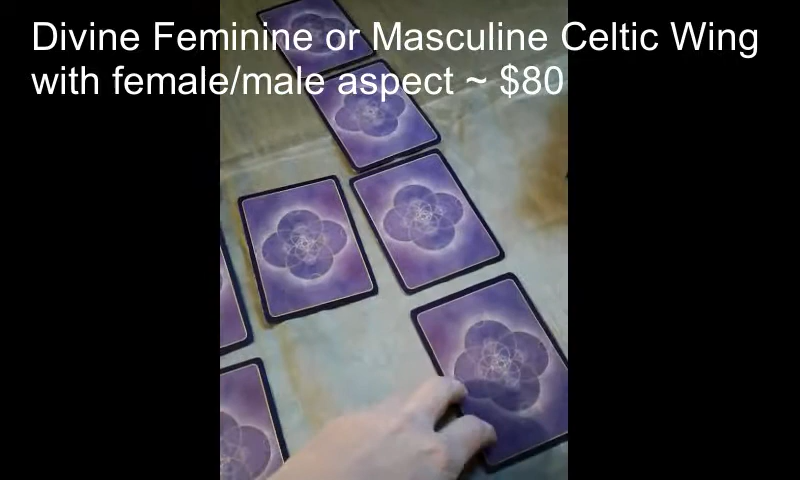 Divine Feminine or Masculine Celtic Wing
with female/male aspect ~ $80